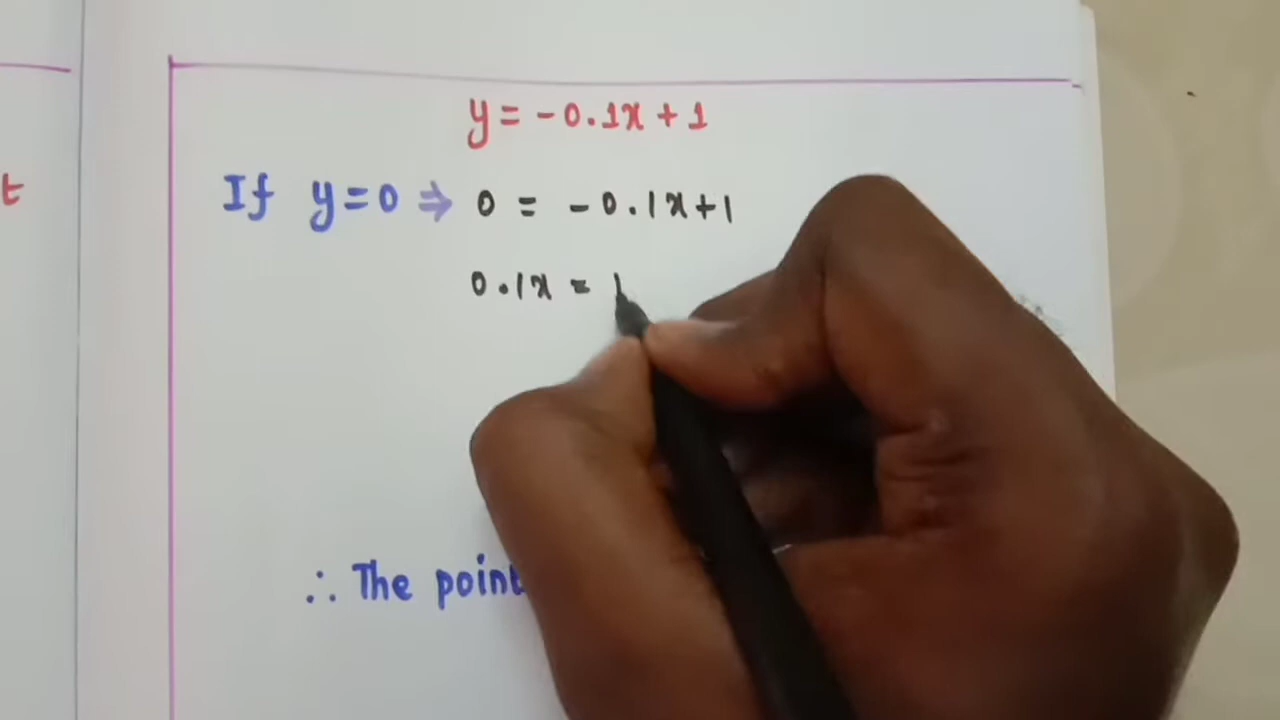 t
y = -0.1x + 1
If y=0 ⇒ 0 = -0.1x+1
0.1x = 1
∴ The point